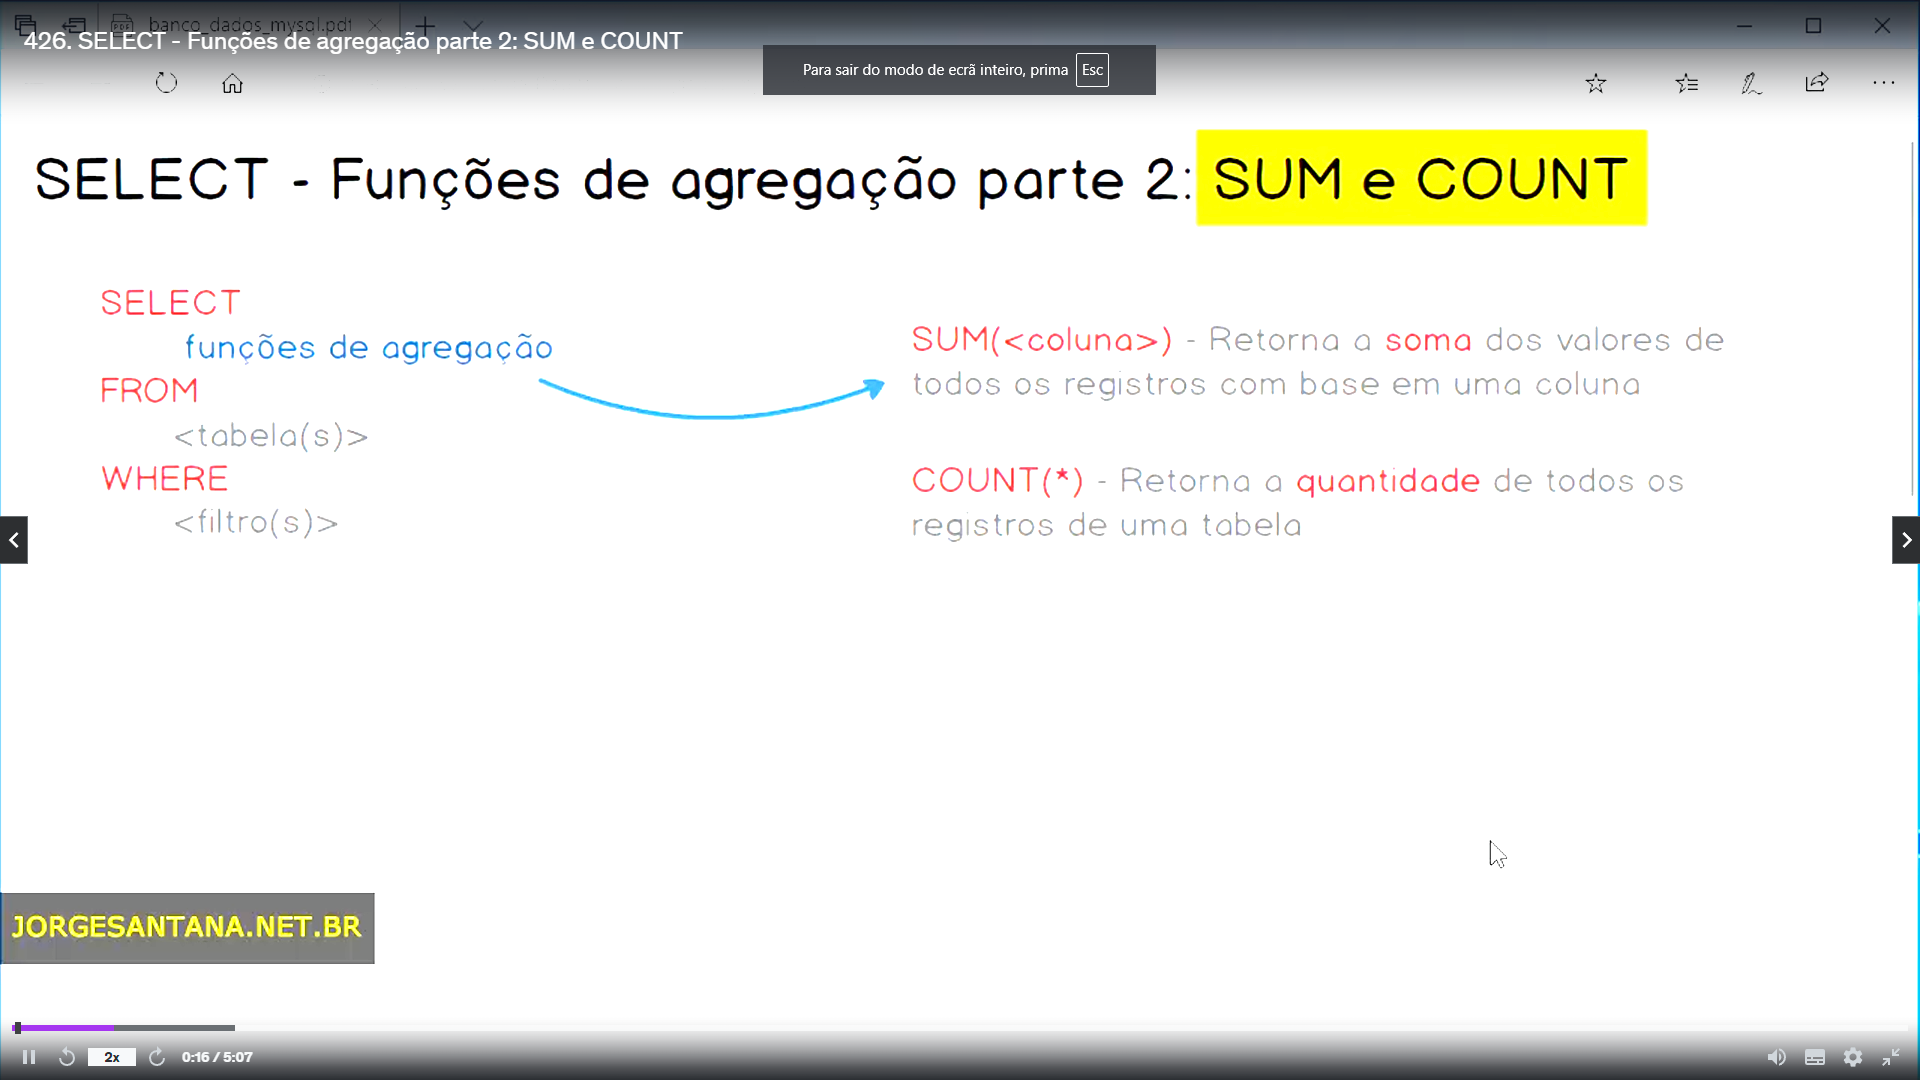 banco_dados_mysql.pdf
426. SELECT - Funções de agregação parte 2: SUM e COUNT
Para sair do modo de ecrã inteiro, prima Esc
SELECT - Funções de agregação parte 2: SUM e COUNT
SELECT
funções de agregação
FROM
<tabela(s)>
WHERE
<filtro(s)>
SUM(<coluna>) - Retorna a soma dos valores de
todos os registros com base em uma coluna
COUNT(*) - Retorna a quantidade de todos os
registros de uma tabela
JORGESANTANA.NET.BR
2x
0:16 / 5:07